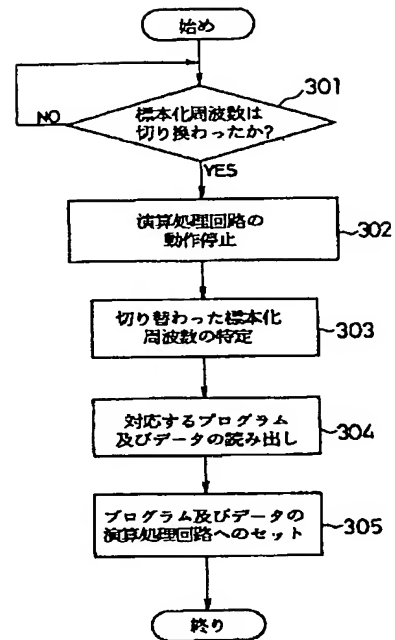 始め
301
標本化周波数は
切り換わったか?
NO
YES
演算処理回路の
動作停止
302
切り替わった標本化
周波数の特定
303
対応するプログラム
及びデータの読み出し
304
プログラム及びデータの
演算処理回路へのセット
305
終り